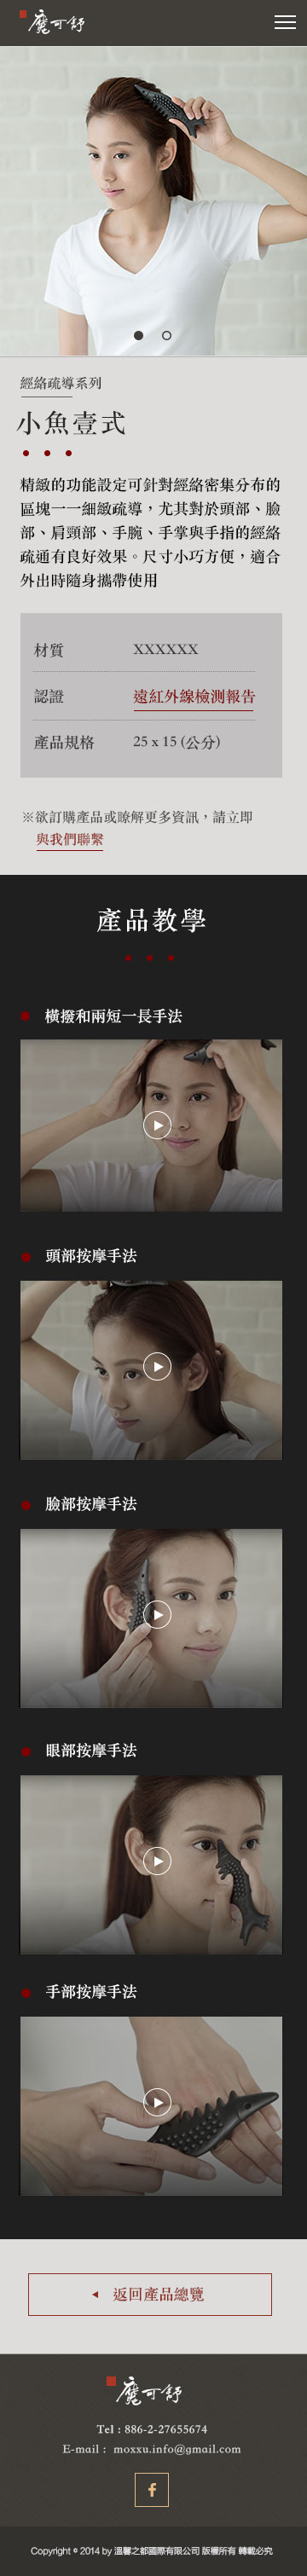 魔可舒
經絡疏導系列
小魚壹式
精緻的功能設定可針對經絡密集分布的
區塊一一細緻疏導，尤其對於頭部、臉
部、肩頸部、手腕、手掌與手指的經絡
疏通有良好效果。尺寸小巧方便，適合
外出時隨身攜帶使用
材質 XXXXXX
認證 遠紅外線檢測報告
產品規格 25 x 15 (公分)
※欲訂購產品或瞭解更多資訊，請立即
與我們聯繫
產品教學
橫撥和兩短一長手法
頭部按摩手法
臉部按摩手法
眼部按摩手法
手部按摩手法
返回產品總覽
魔可舒
Tel : 886-2-27655674
E-mail : moxxu.info@gmail.com
f
Copyright © 2014 by 溫馨之都國際有限公司 版權所有 轉載必究